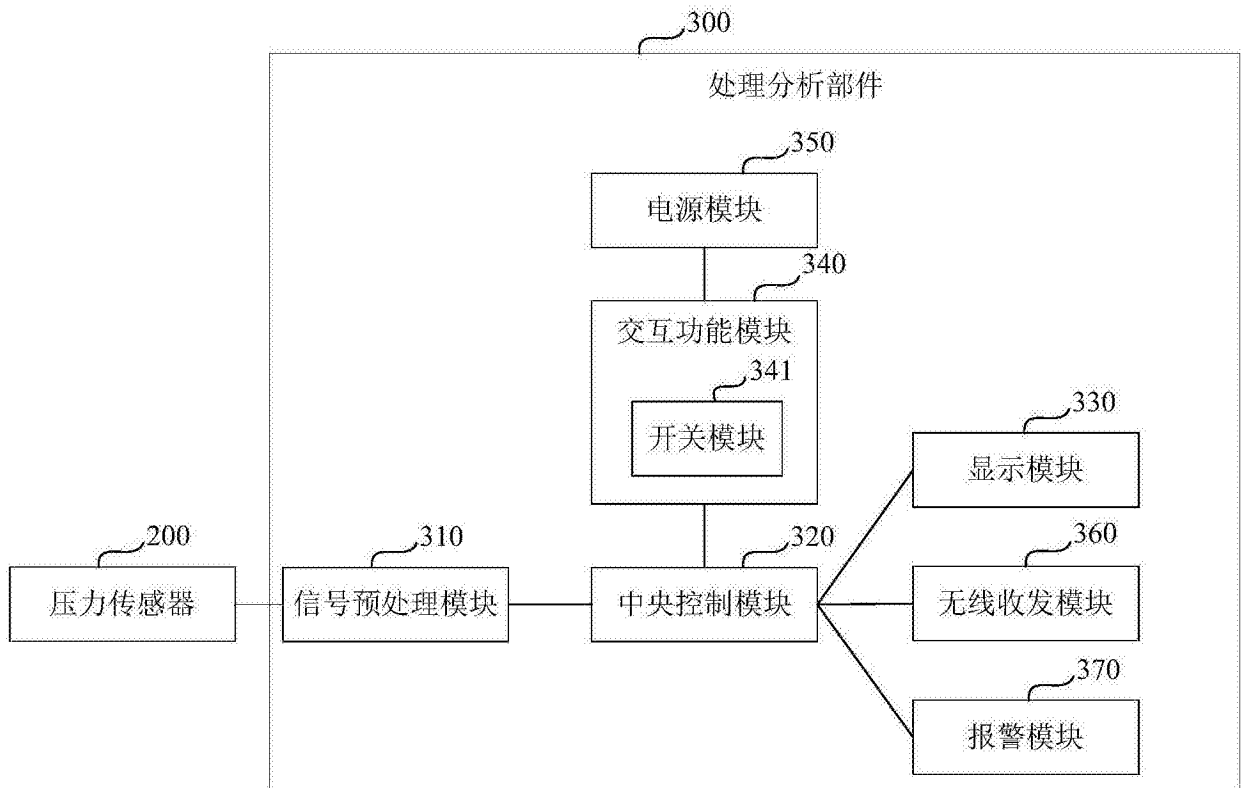 300
处理分析部件
350
电源模块
340
交互功能模块
341
开关模块
330
显示模块
200
压力传感器
310
信号预处理模块
320
中央控制模块
360
无线收发模块
370
报警模块